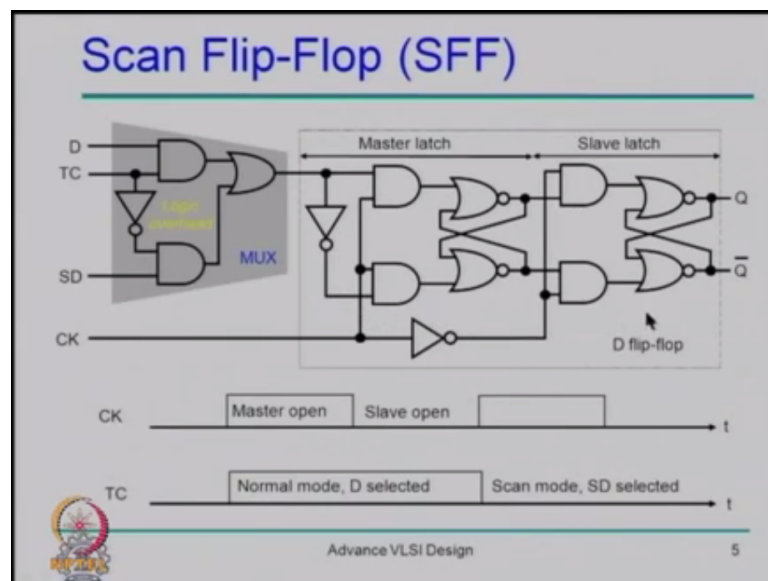 Scan Flip-Flop (SFF)
Master latch
Slave latch
D
TC
Logic
overhead
MUX
SD
CK
Q
Q
D flip-flop
CK
Master open
Slave open
t
TC
Normal mode, D selected
Scan mode, SD selected
t
NPTEL
Advance VLSI Design
5